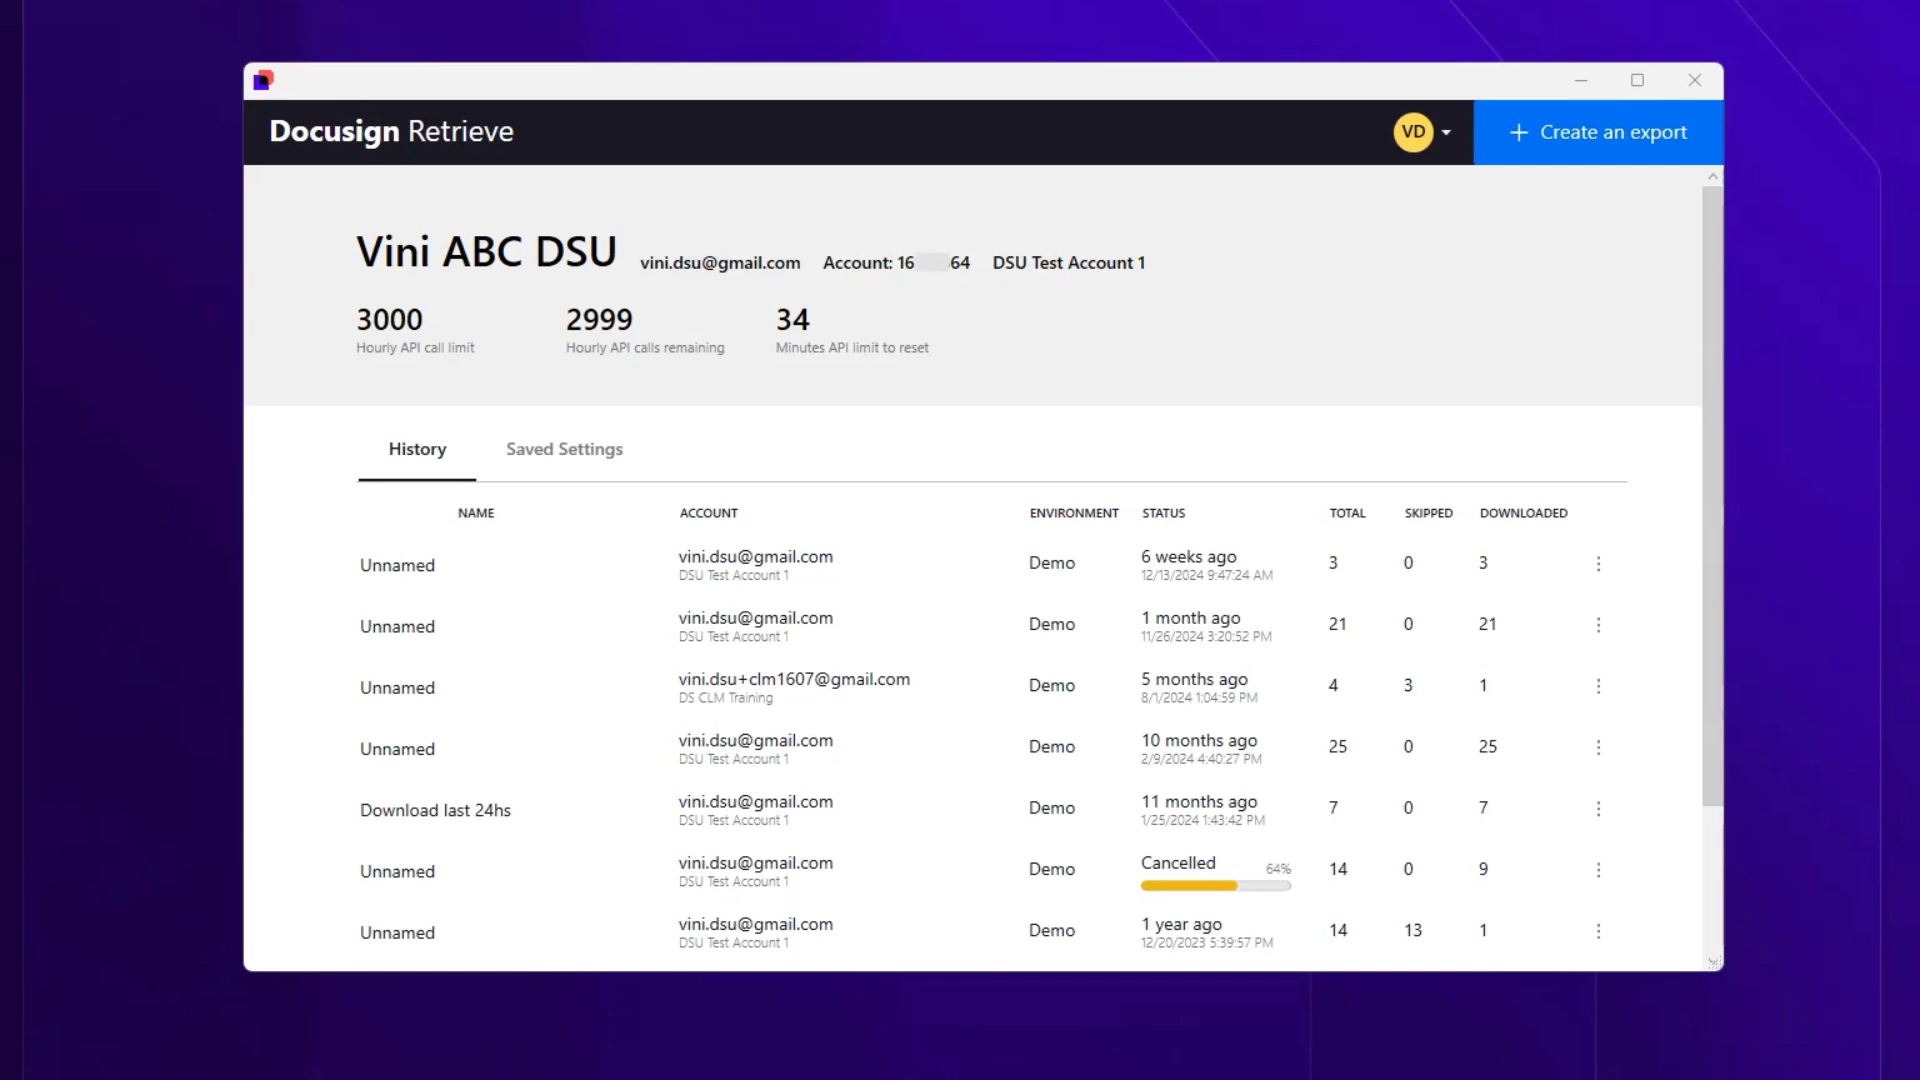 Docusign Retrieve
VD
Create an export
Vini ABC DSU vini.dsu@gmail.com Account: 16 64 DSU Test Account 1
3000 2999 34
Hourly API call limit Hourly API calls remaining Minutes API limit to reset
History Saved Settings
NAME ACCOUNT ENVIRONMENT STATUS TOTAL SKIPPED DOWNLOADED
Unnamed vini.dsu@gmail.com Demo 6 weeks ago 3 0 3
DSU Test Account 1 12/13/2024 9:47:24 AM
Unnamed vini.dsu@gmail.com Demo 1 month ago 21 0 21
DSU Test Account 1 11/26/2024 3:20:52 PM
Unnamed vini.dsu+clm1607@gmail.com Demo 5 months ago 4 3 1
DS CLM Training 8/1/2024 1:04:59 PM
Unnamed vini.dsu@gmail.com Demo 10 months ago 25 0 25
DSU Test Account 1 2/9/2024 4:40:27 PM
Download last 24hs vini.dsu@gmail.com Demo 11 months ago 7 0 7
DSU Test Account 1 1/25/2024 1:43:42 PM
Unnamed vini.dsu@gmail.com Demo Cancelled 64% 14 0 9
DSU Test Account 1
Unnamed vini.dsu@gmail.com Demo 1 year ago 14 13 1
DSU Test Account 1 12/20/2023 5:39:57 PM